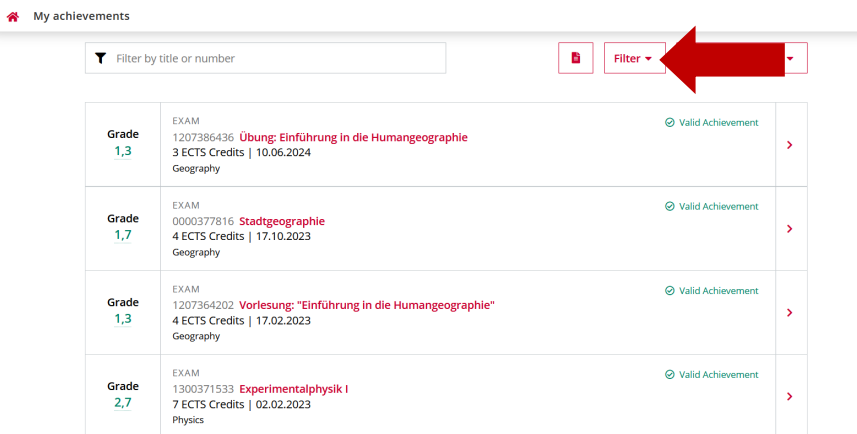 My achievements
Filter by title or number
Filter
EXAM
Grade
1,3
1207386436 Übung: Einführung in die Humangeographie
3 ECTS Credits | 10.06.2024
Geography
Valid Achievement
EXAM
Grade
1,7
0000377816 Stadtgeographie
4 ECTS Credits | 17.10.2023
Geography
Valid Achievement
EXAM
Grade
1,3
1207364202 Vorlesung: "Einführung in die Humangeographie"
4 ECTS Credits | 17.02.2023
Geography
Valid Achievement
EXAM
Grade
2,7
1300371533 Experimentalphysik I
7 ECTS Credits | 02.02.2023
Physics
Valid Achievement